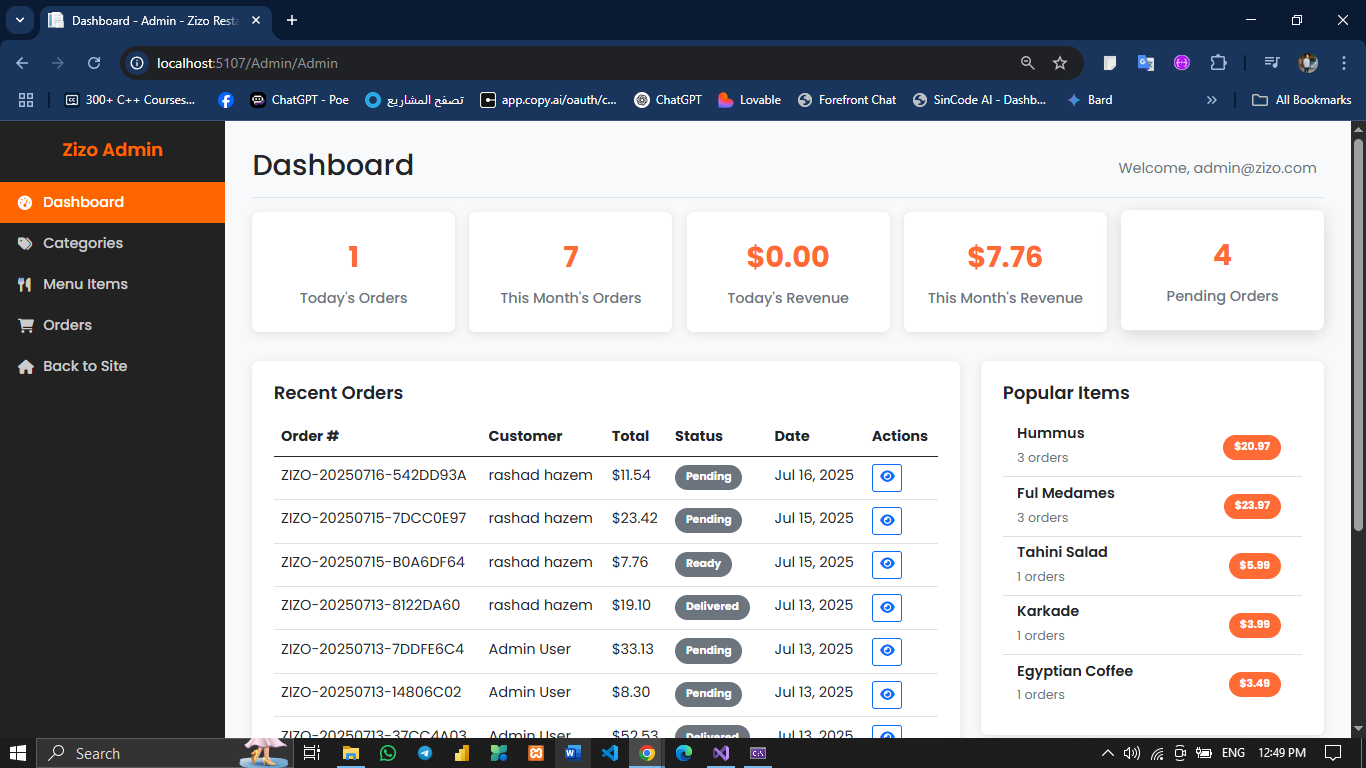 Dashboard - Admin - Zizo Resta
localhost:5107/Admin/Admin
300+ C++ Courses...
ChatGPT - Poe
تصفح المشاريع
app.copy.ai/oauth/c...
ChatGPT
Lovable
Forefront Chat
SinCode AI - Dashb...
Bard
All Bookmarks
Zizo Admin
Dashboard
Categories
Menu Items
Orders
Back to Site
Dashboard
Welcome, admin@zizo.com
1
Today's Orders
7
This Month's Orders
$0.00
Today's Revenue
$7.76
This Month's Revenue
4
Pending Orders
Recent Orders
Order # Customer Total Status Date Actions
ZIZO-20250716-542DD93A rashad hazem $11.54 Pending Jul 16, 2025
ZIZO-20250715-7DCC0E97 rashad hazem $23.42 Pending Jul 15, 2025
ZIZO-20250715-B0A6DF64 rashad hazem $7.76 Ready Jul 15, 2025
ZIZO-20250713-8122DA60 rashad hazem $19.10 Delivered Jul 13, 2025
ZIZO-20250713-7DDFE6C4 Admin User $33.13 Pending Jul 13, 2025
ZIZO-20250713-14806C02 Admin User $8.30 Pending Jul 13, 2025
ZIZO-20250713-37CC4A03 Admin User $52.53 Delivered Jul 13, 2025
Popular Items
Hummus
3 orders
$20.97
Ful Medames
3 orders
$23.97
Tahini Salad
1 orders
$5.99
Karkade
1 orders
$3.99
Egyptian Coffee
1 orders
$3.49
Search
ENG
12:49 PM